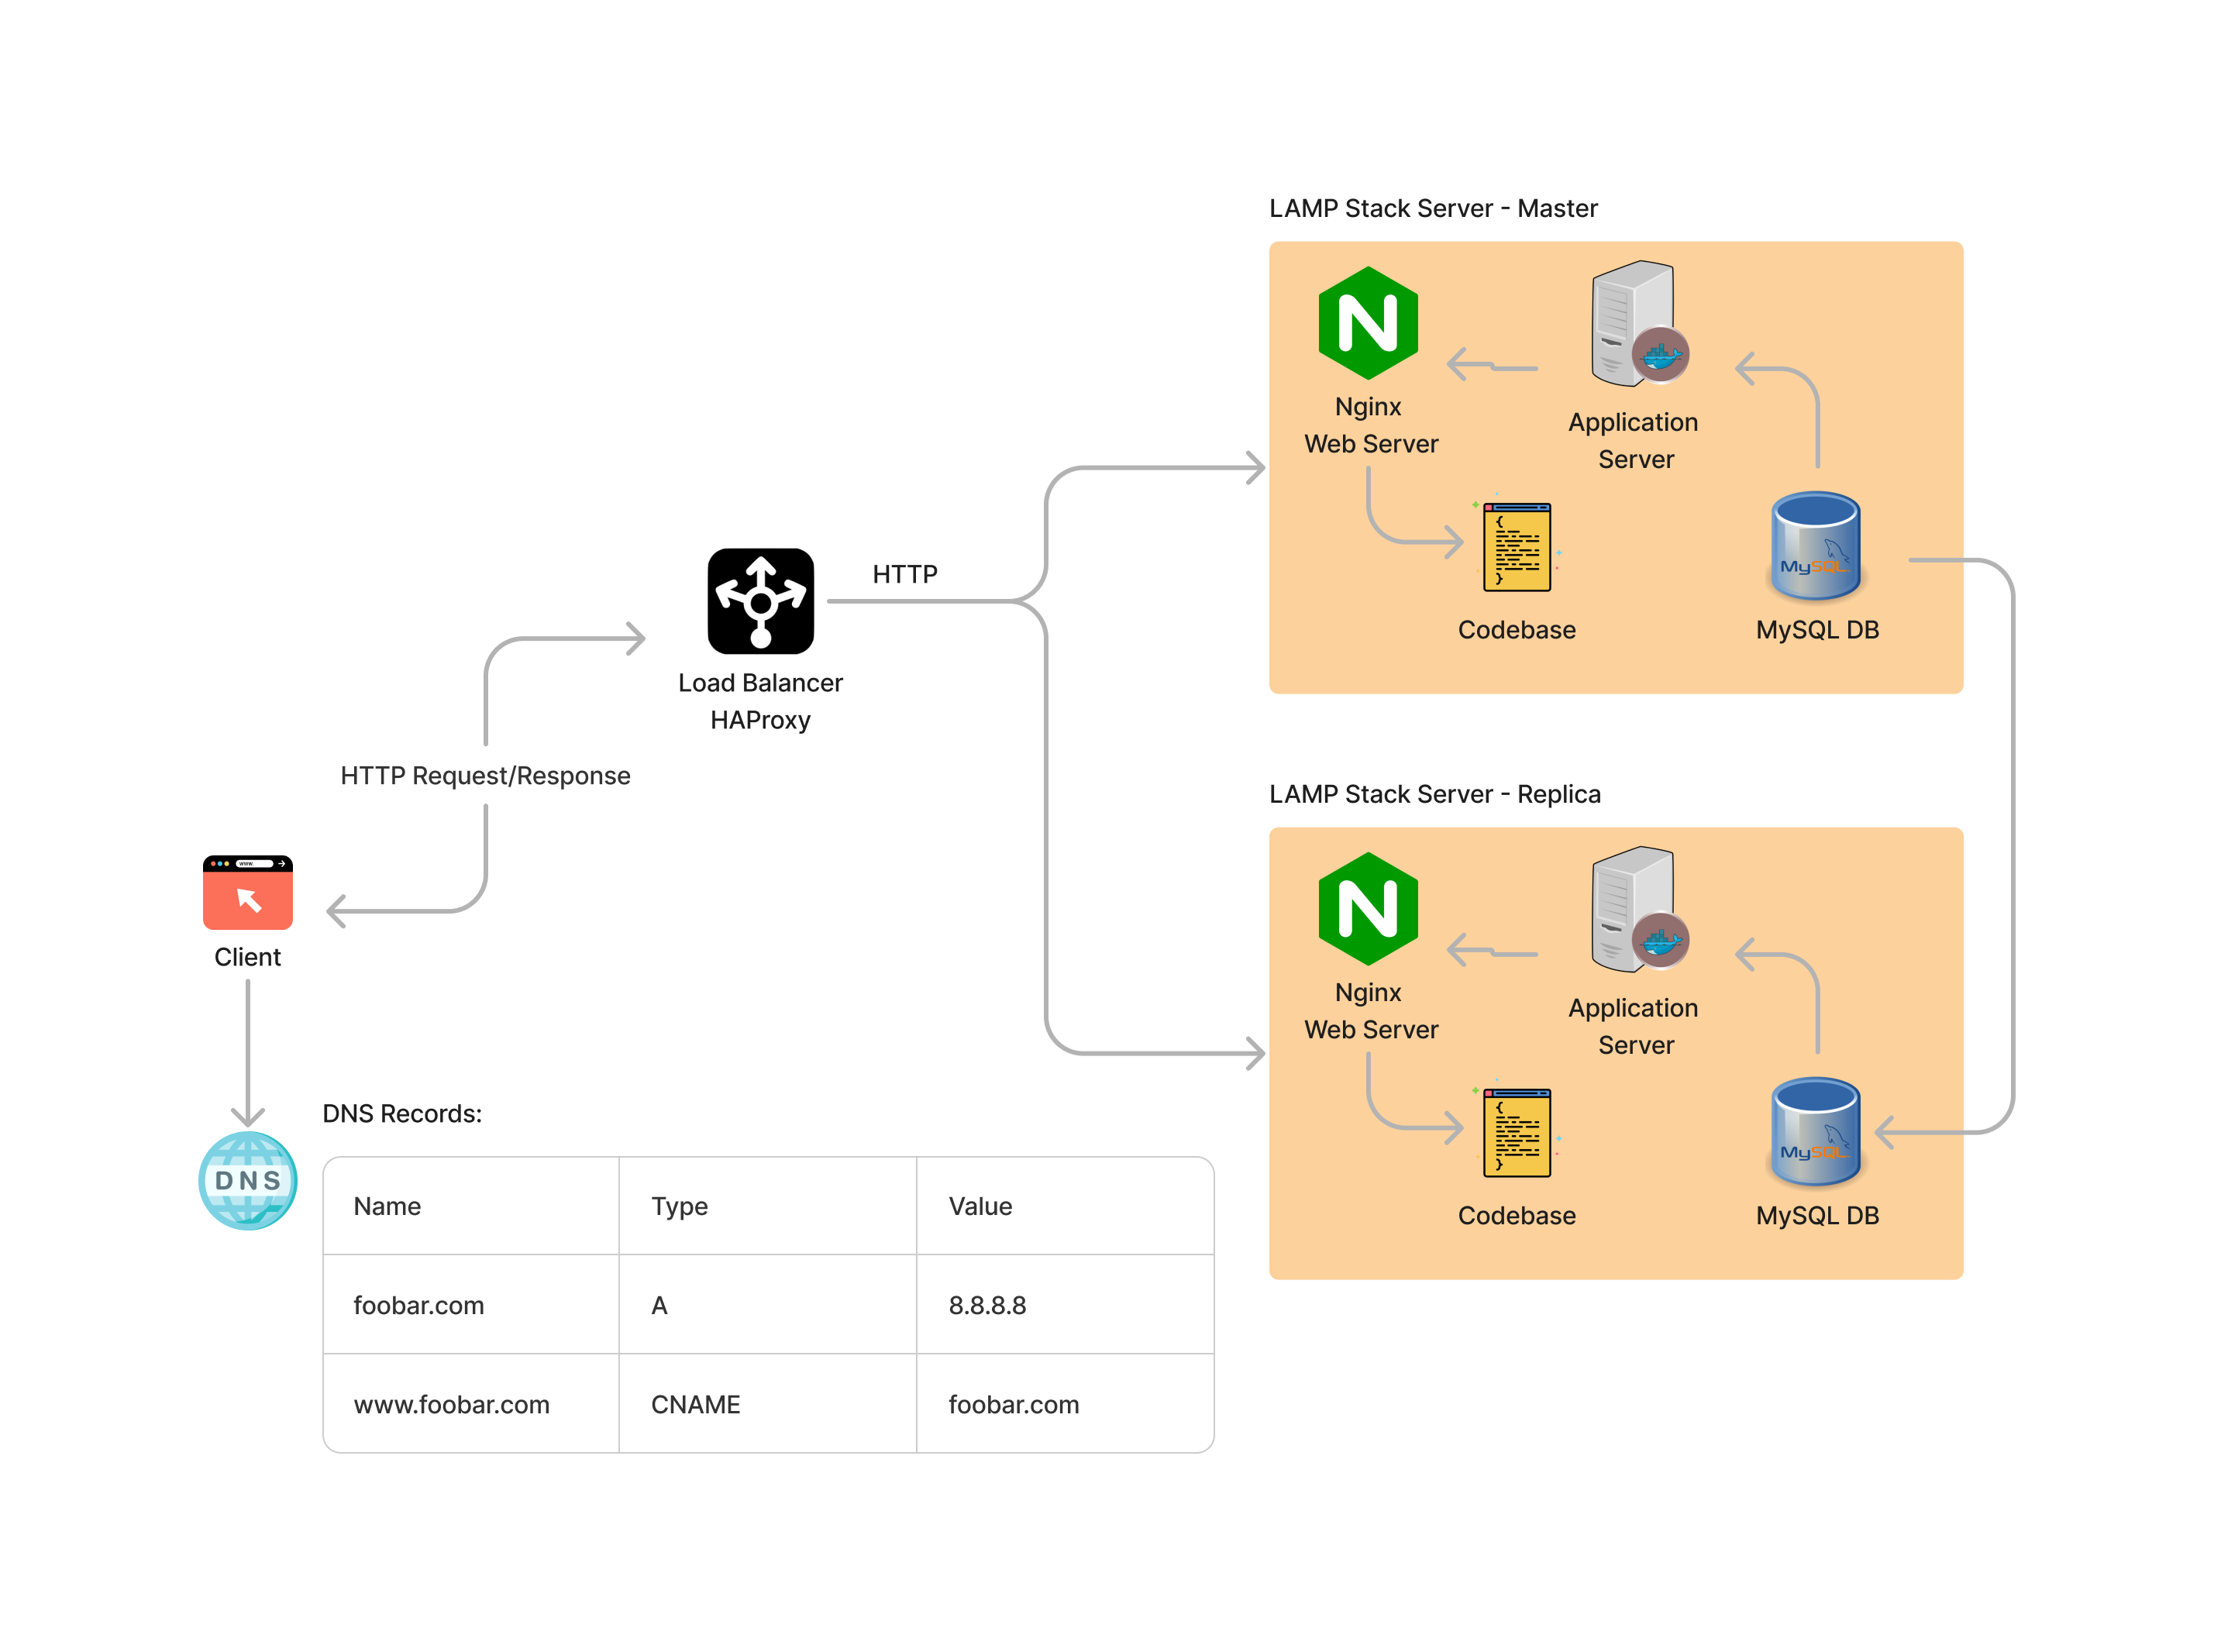 LAMP Stack Server - Master
Nginx
Web Server
Application
Server
Codebase
MySQL
MySQL DB
HTTP
Load Balancer
HAProxy
HTTP Request/Response
LAMP Stack Server - Replica
Nginx
Web Server
Application
Server
Codebase
MySQL
MySQL DB
www.
Client
DNS
DNS Records:
Name Type Value
foobar.com A 8.8.8.8
www.foobar.com CNAME foobar.com